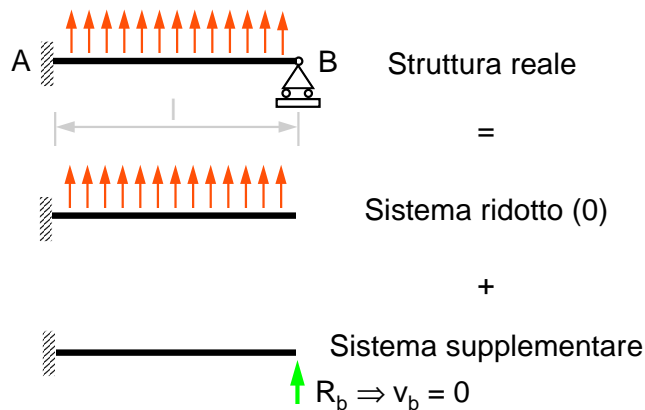 A B Struttura reale
l
=
Sistema ridotto (0)
+
Sistema supplementare
R_b ⇒ v_b = 0